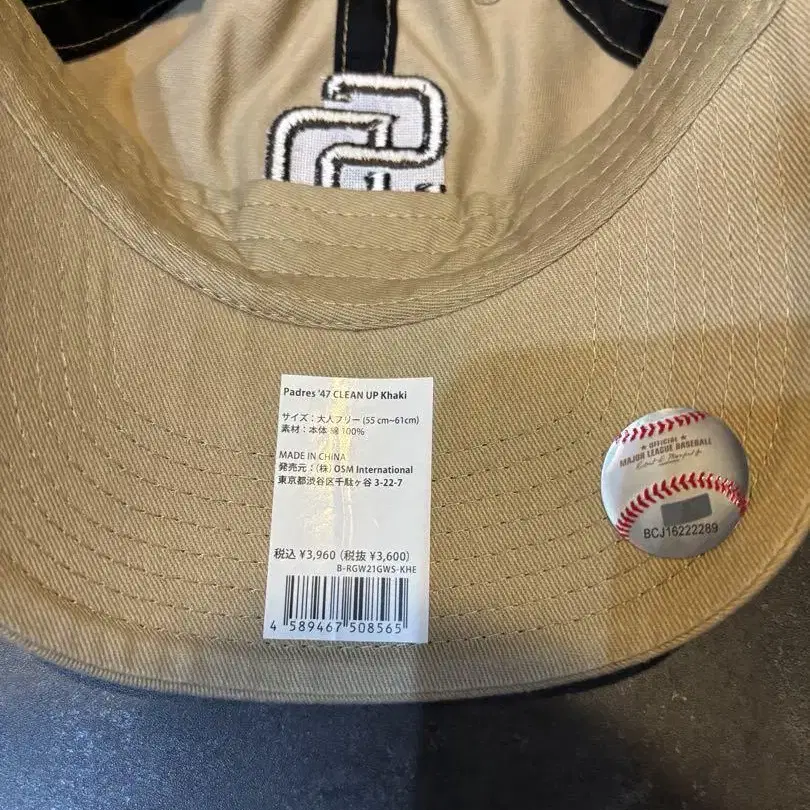 Padres '47 CLEAN UP Khaki
サイズ：大人フリー (55 cm~61cm)
素材：本体 綿 100%
MADE IN CHINA
発売元：(株) OSM International
東京都渋谷区千駄ヶ谷 3-22-7
税込 ¥3,960 (税抜 ¥3,600)
B-RGW21GWS-KHE
4 589467 508565
OFFICIAL
MAJOR LEAGUE BASEBALL
BCJ16222289